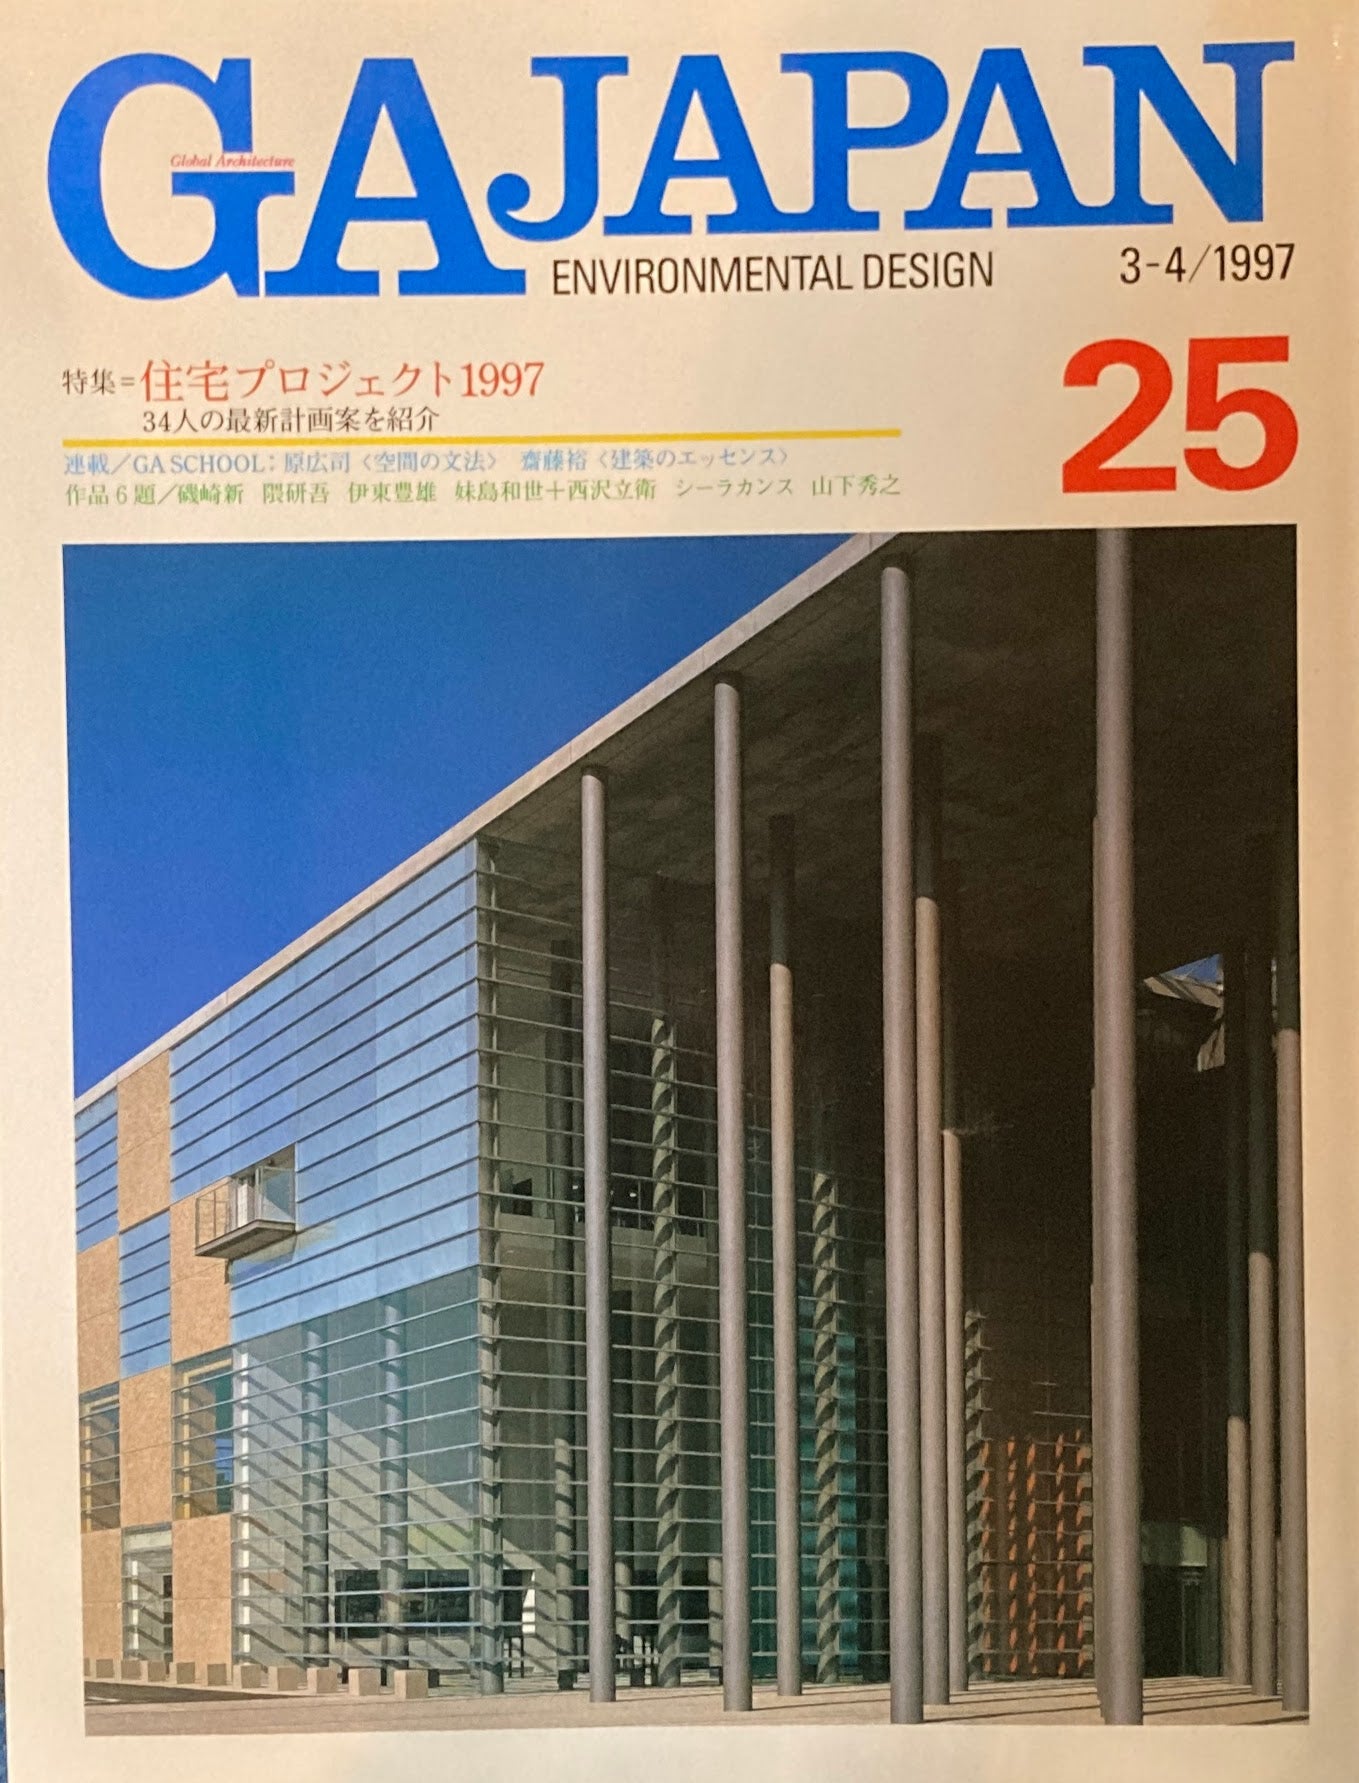 GA JAPAN
Global Architecture
ENVIRONMENTAL DESIGN 3-4/1997
25
特集=住宅プロジェクト1997
34人の最新計画案を紹介
連載／GA SCHOOL：原広司〈空間の文法〉 齋藤裕〈建築のエッセンス〉
作品6題／磯崎新 隈研吾 伊東豊雄 妹島和世＋西沢立衛 シーラカンス 山下秀之